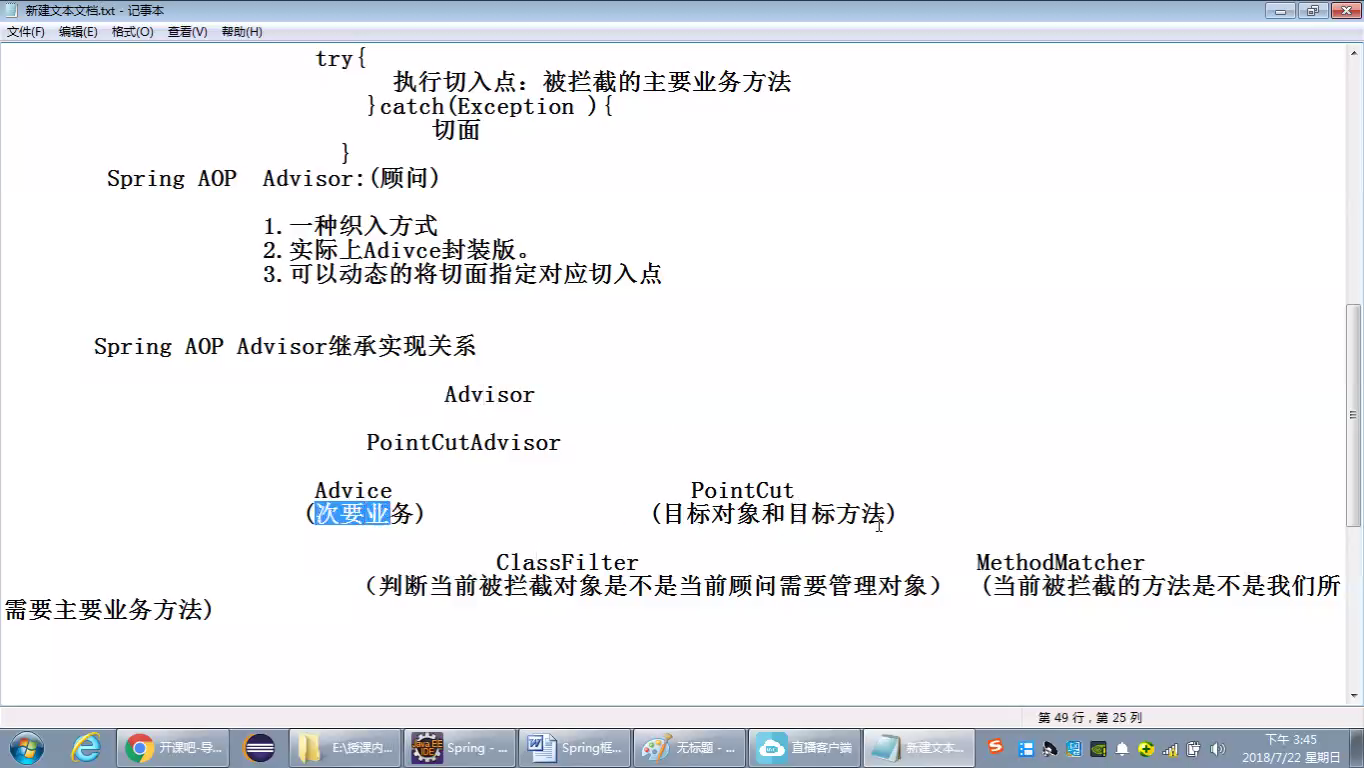 新建文本文档.txt - 记事本
文件(F) 编辑(E) 格式(O) 查看(V) 帮助(H)
try{
执行切入点：被拦截的主要业务方法
}catch(Exception ){
切面
}
Spring AOP Advisor:(顾问)
1.一种织入方式
2.实际上Adivce封装版。
3.可以动态的将切面指定对应切入点
Spring AOP Advisor继承实现关系
Advisor
PointCutAdvisor
Advice PointCut
(次要业务) (目标对象和目标方法)
ClassFilter MethodMatcher
（判断当前被拦截对象是不是当前顾问需要管理对象） (当前被拦截的方法是不是我们所
需要主要业务方法)
第 49 行，第 25 列
开课吧-导... E:\授课内... Spring - ... Spring框... 无标题 - ... 直播客户端 新建文本... 下午 3:45
2018/7/22 星期日